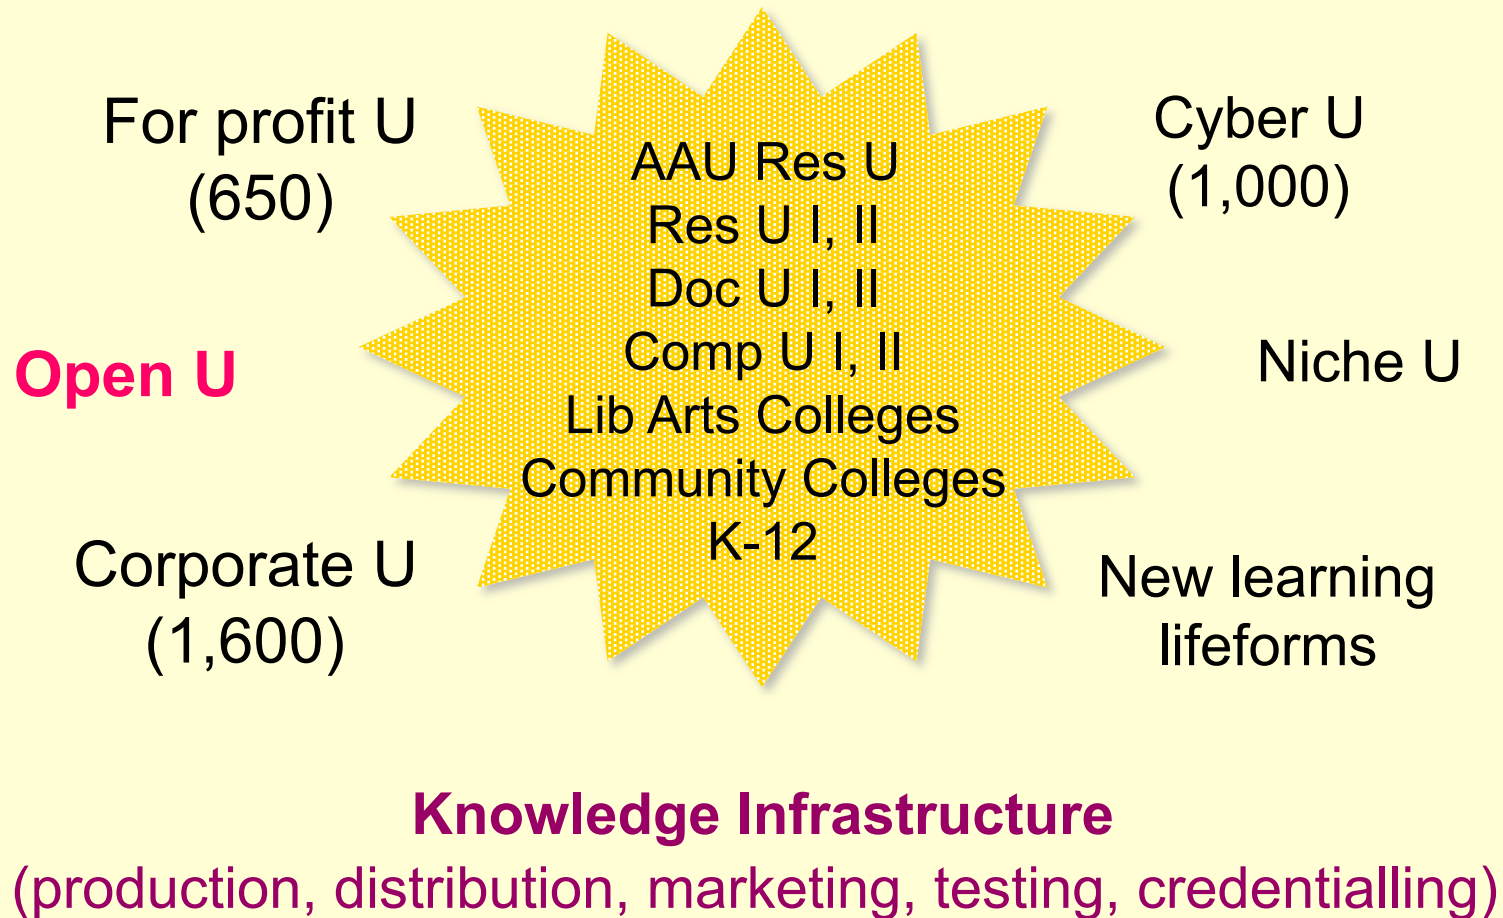 For profit U
(650)
Open U
Corporate U
(1,600)
AAU Res U
Res U I, II
Doc U I, II
Comp U I, II
Lib Arts Colleges
Community Colleges
K-12
Cyber U
(1,000)
Niche U
New learning
lifeforms
Knowledge Infrastructure
(production, distribution, marketing, testing, credentialling)